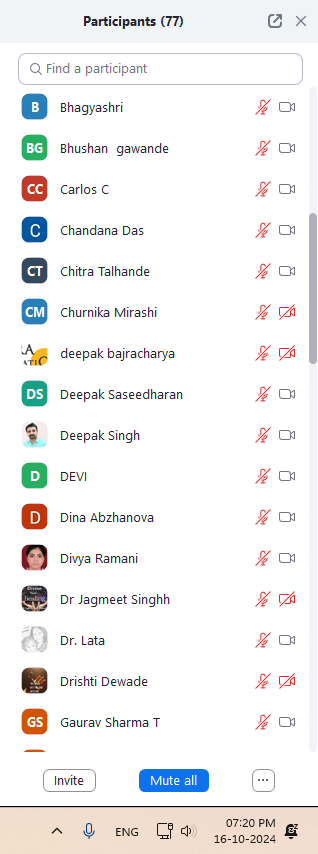 Participants (77)
Find a participant
B Bhagyashri
BG Bhushan gawande
CC Carlos C
C Chandana Das
CT Chitra Talhande
CM Churnika Mirashi
deepak bajracharya
DS Deepak Saseedharan
Deepak Singh
D DEVI
D Dina Abzhanova
Divya Ramani
Dr Jagmeet Singhh
Dr. Lata
Drishti Dewade
GS Gaurav Sharma T
Invite
Mute all
ENG
07:20 PM
16-10-2024